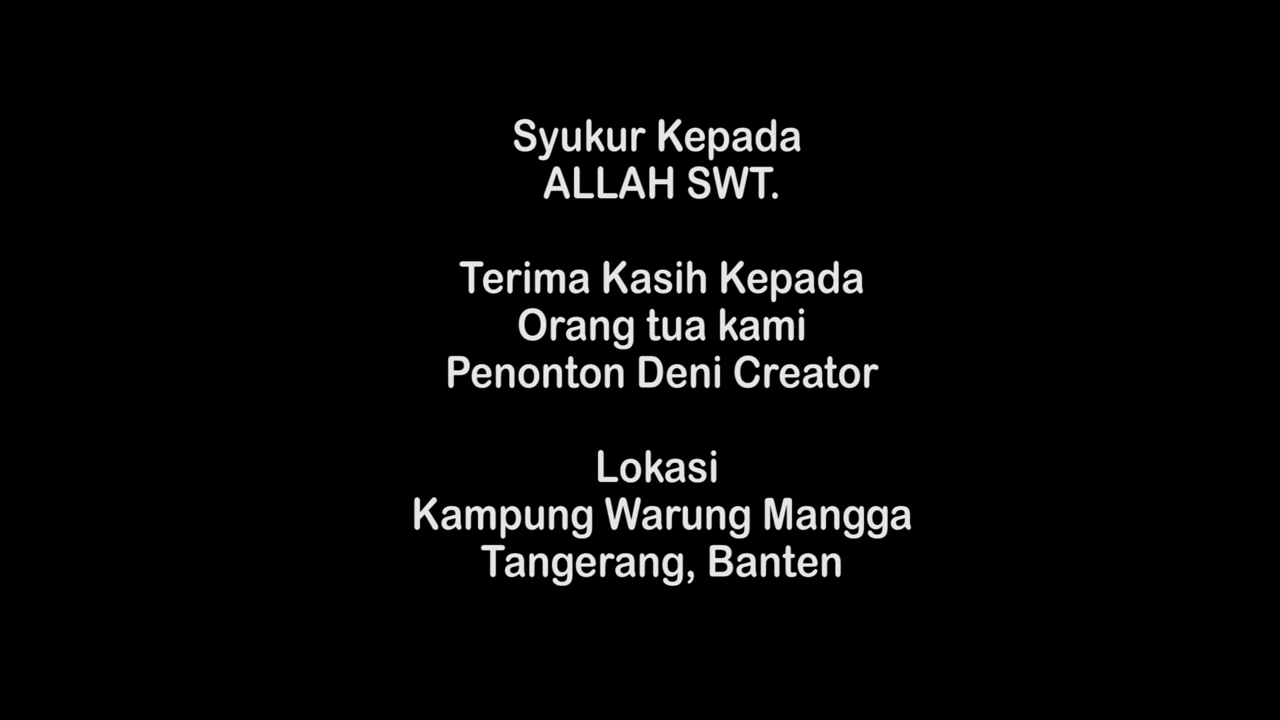 Syukur Kepada
ALLAH SWT.
Terima Kasih Kepada
Orang tua kami
Penonton Deni Creator
Lokasi
Kampung Warung Mangga
Tangerang, Banten